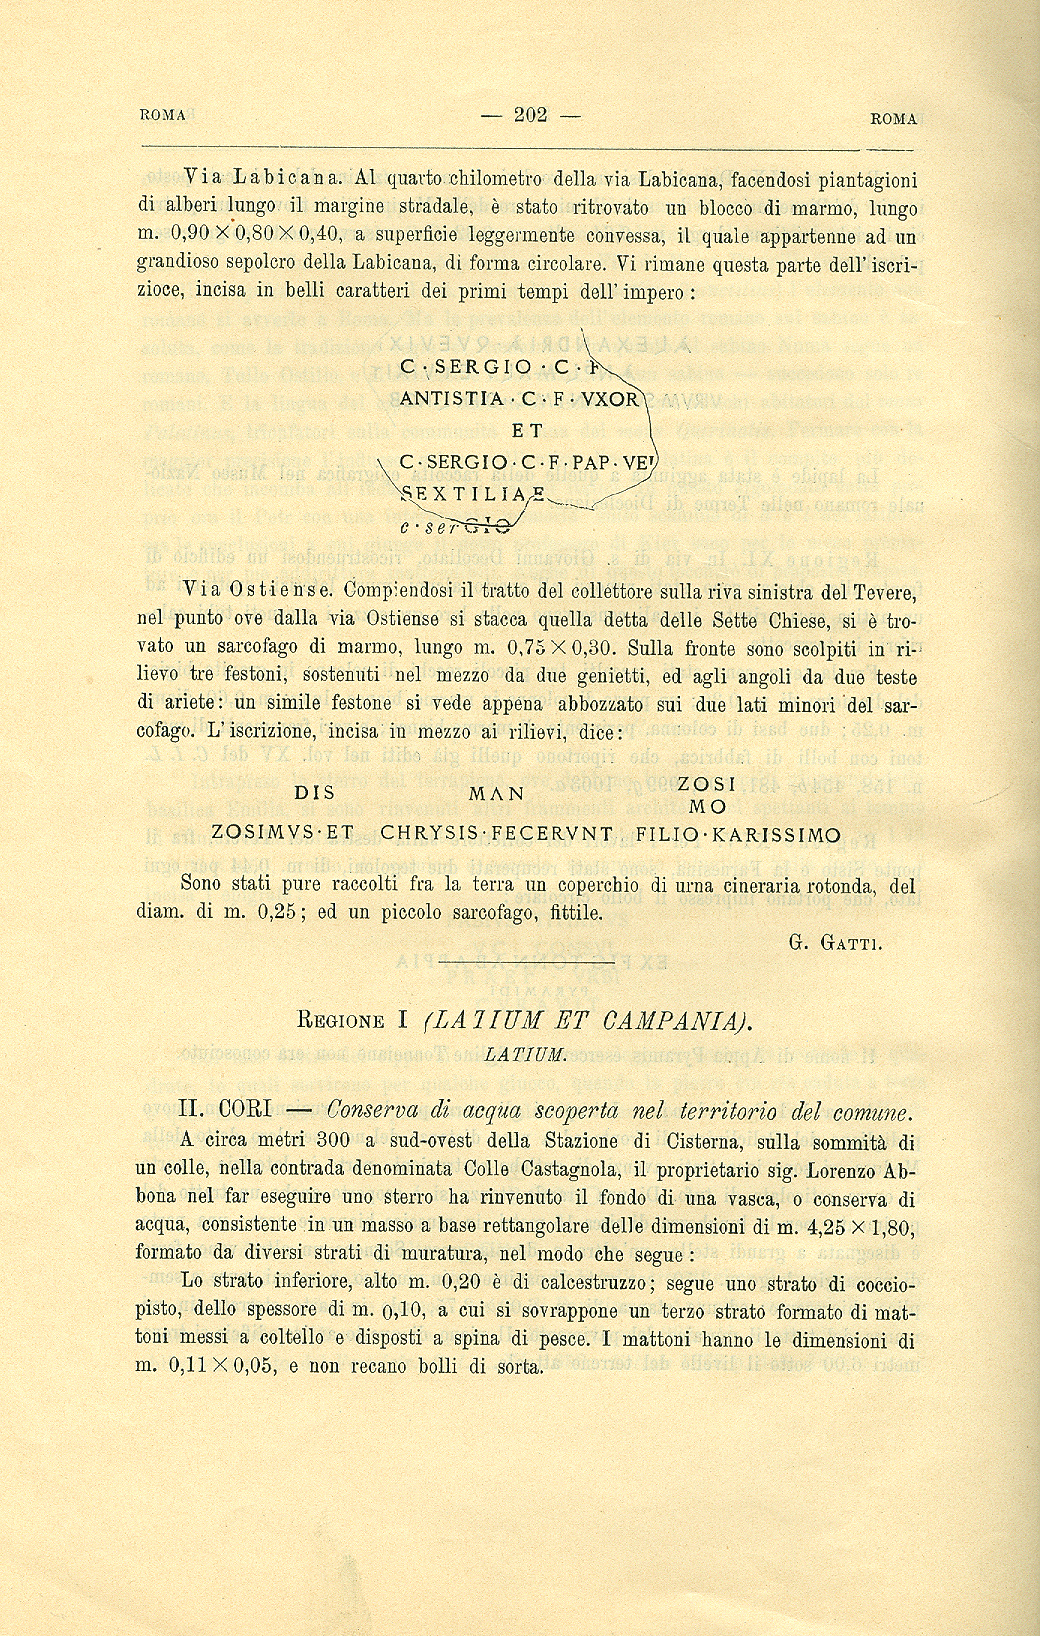 ROMA — 202 — ROMA
Via Labicana. Al quarto chilometro della via Labicana, facendosi piantagioni
di alberi lungo il margine stradale, è stato ritrovato un blocco di marmo, lungo
m. 0,90 × 0,80 × 0,40, a superficie leggermente convessa, il quale appartenne ad un
grandioso sepolcro della Labicana, di forma circolare. Vi rimane questa parte dell' iscri-
zioce, incisa in belli caratteri dei primi tempi dell' impero :
C · SERGIO · C · F
ANTISTIA · C · F · VXOR
ET
C · SERGIO · C · F · PAP · VEL
SEXTILIAE
c · serGIO
Via Ostiense. Compiendosi il tratto del collettore sulla riva sinistra del Tevere,
nel punto ove dalla via Ostiense si stacca quella detta delle Sette Chiese, si è tro-
vato un sarcofago di marmo, lungo m. 0,75 × 0,30. Sulla fronte sono scolpiti in ri-
lievo tre festoni, sostenuti nel mezzo da due genietti, ed agli angoli da due teste
di ariete: un simile festone si vede appena abbozzato sui due lati minori del sar-
cofago. L' iscrizione, incisa in mezzo ai rilievi, dice:
DIS MAN ZOSI
MO
ZOSIMVS · ET CHRYSIS · FECERVNT FILIO · KARISSIMO
Sono stati pure raccolti fra la terra un coperchio di urna cineraria rotonda, del
diam. di m. 0,25; ed un piccolo sarcofago, fittile.
G. GATTI.
REGIONE I (LATIUM ET CAMPANIA).
LATIUM.
II. CORI — Conserva di acqua scoperta nel territorio del comune.
A circa metri 300 a sud-ovest della Stazione di Cisterna, sulla sommità di
un colle, nella contrada denominata Colle Castagnola, il proprietario sig. Lorenzo Ab-
bona nel far eseguire uno sterro ha rinvenuto il fondo di una vasca, o conserva di
acqua, consistente in un masso a base rettangolare delle dimensioni di m. 4,25 × 1,80,
formato da diversi strati di muratura, nel modo che segue :
Lo strato inferiore, alto m. 0,20 è di calcestruzzo; segue uno strato di coccio-
pisto, dello spessore di m. 0,10, a cui si sovrappone un terzo strato formato di mat-
toni messi a coltello e disposti a spina di pesce. I mattoni hanno le dimensioni di
m. 0,11 × 0,05, e non recano bolli di sorta.